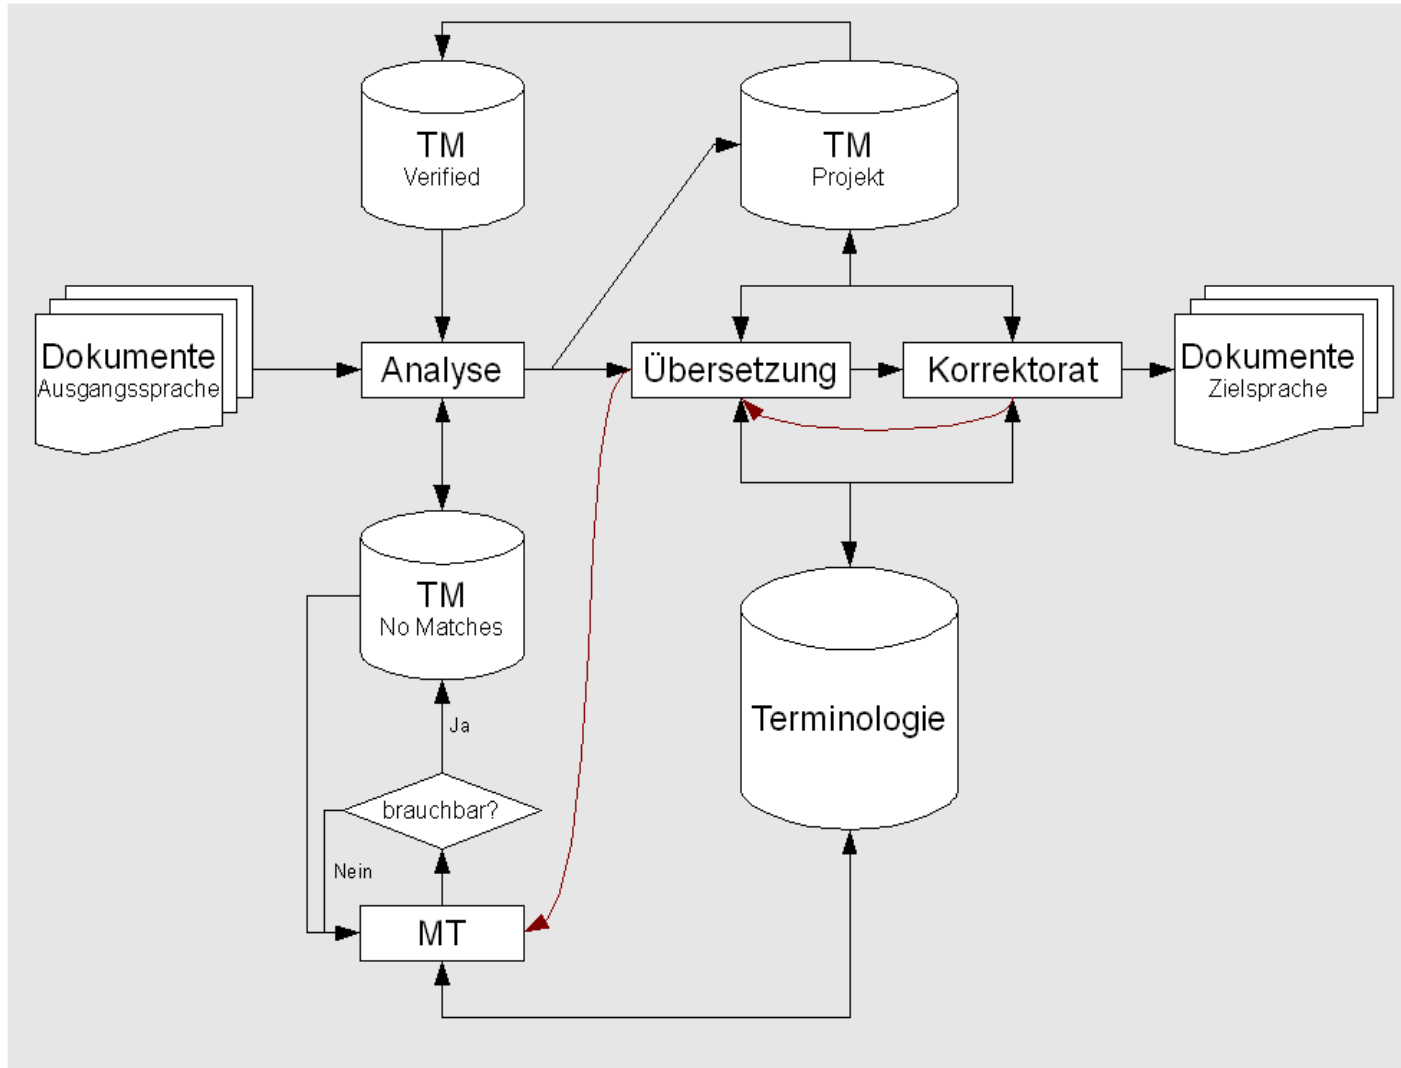 TM
Verified
TM
Projekt
Dokumente
Ausgangssprache
Analyse
Übersetzung
Korrektorat
Dokumente
Zielsprache
TM
No Matches
Ja
Terminologie
brauchbar?
Nein
MT